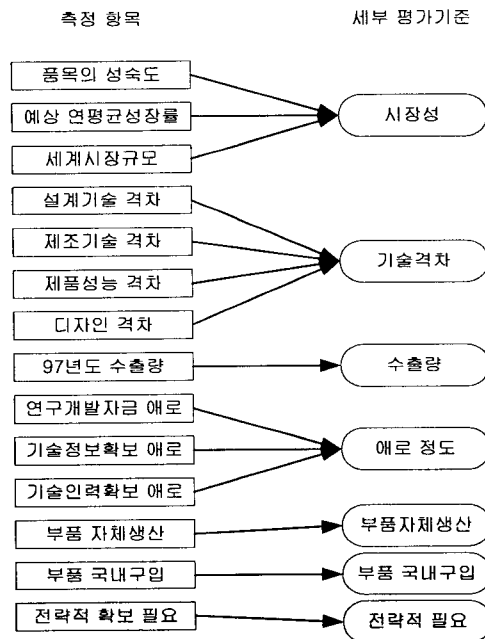 측정 항목
세부 평가기준
품목의 성숙도
예상 연평균성장률
세계시장규모
시장성
설계기술 격차
제조기술 격차
제품성능 격차
디자인 격차
기술격차
97년도 수출량
수출량
연구개발자금 애로
기술정보확보 애로
기술인력확보 애로
애로 정도
부품 자체생산
부품자체생산
부품 국내구입
부품 국내구입
전략적 확보 필요
전략적 필요